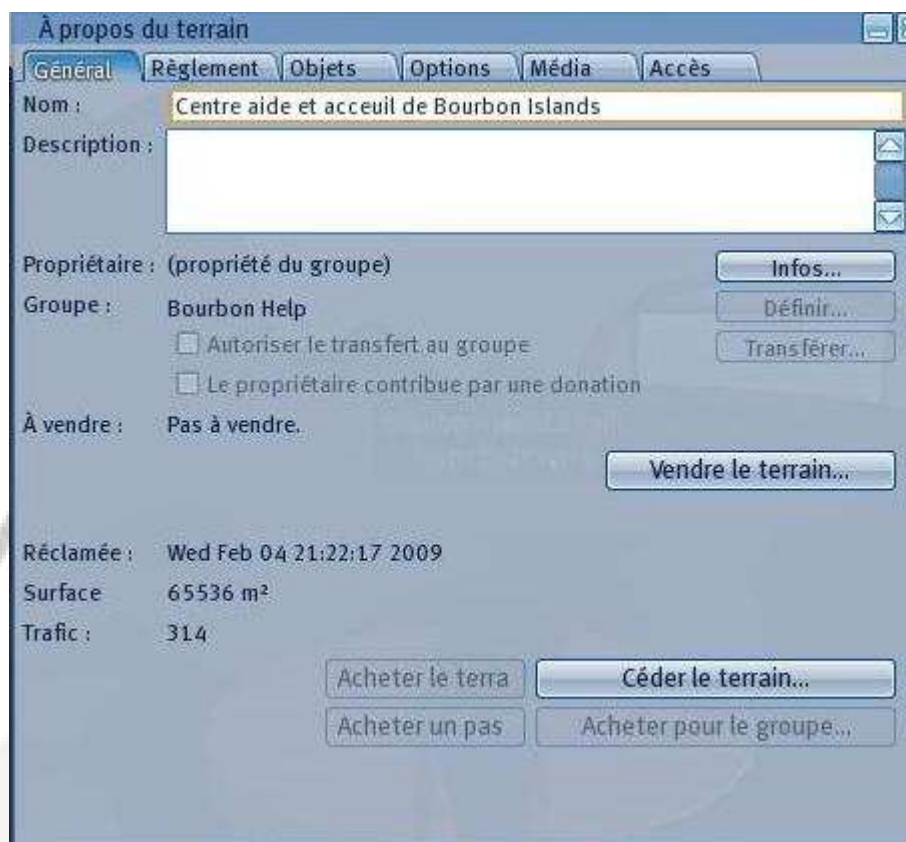 À propos du terrain
Général Règlement Objets Options Média Accès
Nom : Centre aide et acceuil de Bourbon Islands
Description :
Propriétaire : (propriété du groupe) Infos...
Groupe : Bourbon Help Définir...
Autoriser le transfert au groupe Transférer...
Le propriétaire contribue par une donation
À vendre : Pas à vendre.
Vendre le terrain...
Réclamée : Wed Feb 04 21:22:17 2009
Surface 65536 m²
Trafic : 314
Acheter le terra Céder le terrain...
Acheter un pas Acheter pour le groupe...